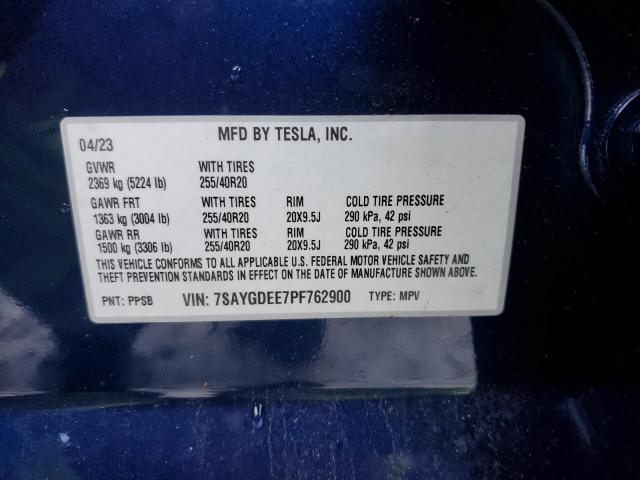 04/23 MFD BY TESLA, INC.
GVWR WITH TIRES
2369 kg (5224 lb) 255/40R20
GAWR FRT WITH TIRES RIM COLD TIRE PRESSURE
1363 kg (3004 lb) 255/40R20 20X9.5J 290 kPa, 42 psi
GAWR RR WITH TIRES RIM COLD TIRE PRESSURE
1500 kg (3306 lb) 255/40R20 20X9.5J 290 kPa, 42 psi
THIS VEHICLE CONFORMS TO ALL APPLICABLE U.S. FEDERAL MOTOR VEHICLE SAFETY AND
THEFT PREVENTION STANDARDS IN EFFECT ON THE DATE OF MANUFACTURE SHOWN ABOVE.
PNT: PPSB VIN: 7SAYGDEE7PF762900 TYPE: MPV